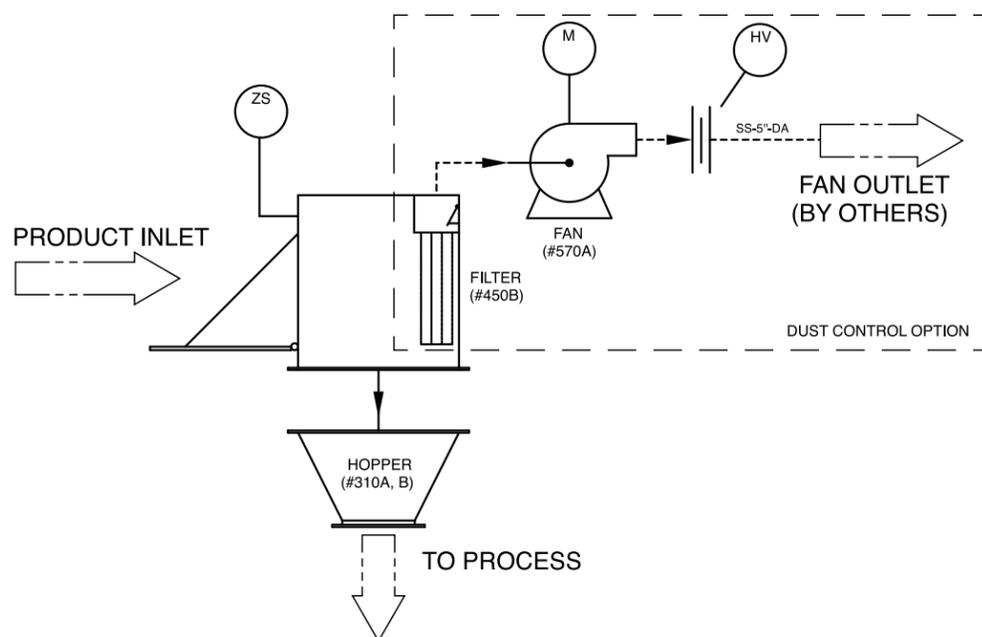 M
HV
ZS
SS-5"-DA
FAN OUTLET
(BY OTHERS)
FAN
(#570A)
PRODUCT INLET
FILTER
(#450B)
DUST CONTROL OPTION
HOPPER
(#310A, B)
TO PROCESS